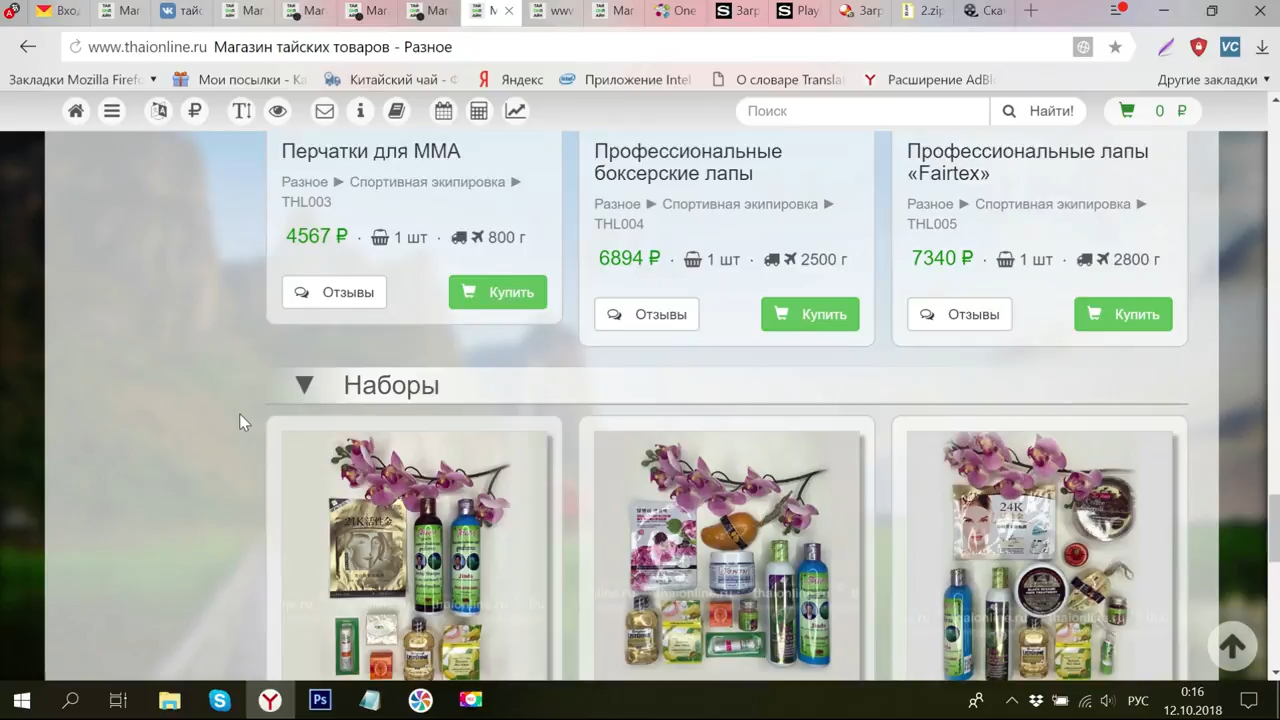 Вход
Маг
тайс
Маг
Маг
Маг
Маг
М
www
Маг
One
Загр
Play
Загр
2.zip
Ска
www.thaionline.ru Магазин тайских товаров - Разное
VC
Закладки Mozilla Firef
Мои посылки - Ка
Китайский чай - Ф
Яндекс
Приложение Intel
О словаре Translat
Расширение AdBl
Другие закладки
Поиск
Найти!
0 ₽
Перчатки для ММА
Разное ► Спортивная экипировка ►
THL003
4567 ₽ · 1 шт · 800 г
Отзывы
Купить
Профессиональные
боксерские лапы
Разное ► Спортивная экипировка ►
THL004
6894 ₽ · 1 шт · 2500 г
Отзывы
Купить
Профессиональные лапы
«Fairtex»
Разное ► Спортивная экипировка ►
THL005
7340 ₽ · 1 шт · 2800 г
Отзывы
Купить
▼ Наборы
24K
thaionline.ru
РУС
0:16
12.10.2018